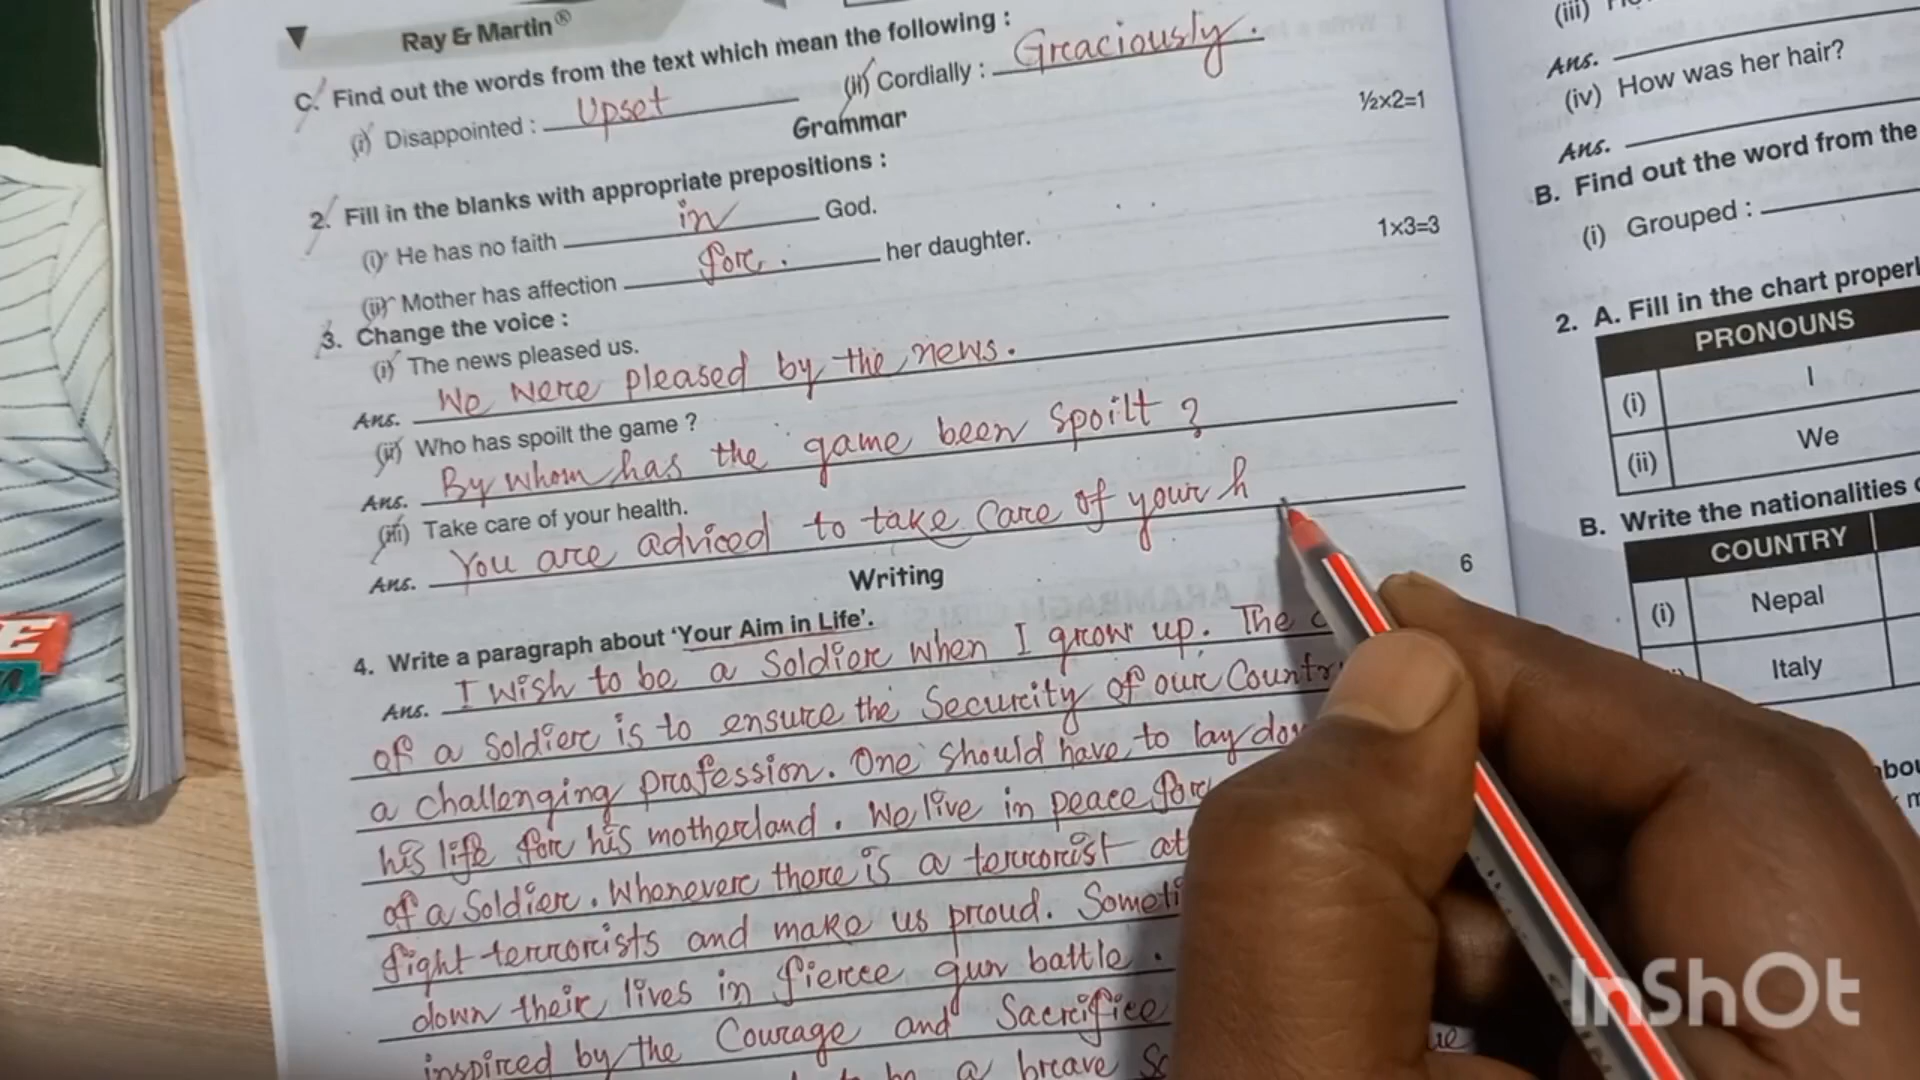 Ray & Martin®
C. Find out the words from the text which mean the following :
(i) Disappointed : Upset (ii) Cordially : Graciously.
½x2=1
Grammar
2. Fill in the blanks with appropriate prepositions :
(i) He has no faith in God.
(ii) Mother has affection for. her daughter.
1x3=3
3. Change the voice :
(i) The news pleased us.
Ans. We were pleased by the news.
(ii) Who has spoilt the game ?
Ans. By whom has the game been spoilt ?
(iii) Take care of your health.
Ans. You are adviced to take care of your h
Writing
6
4. Write a paragraph about ‘Your Aim in Life’.
Ans. I wish to be a Soldier when I grow up. The
of a soldier is to ensure the Security of our Countr
a challenging profession. One should have to lay do
his life for his motherland. We live in peace for
of a Soldier. Whenever there is a terrorist at
fight terrorists and make us proud. Someti
down their lives in fierce gun battle.
inspired by the Courage and Sacrifice
be a brave So
(iii)
Ans.
(iv) How was her hair?
Ans.
B. Find out the word from the
(i) Grouped :
2. A. Fill in the chart properl
PRONOUNS
(i) I
(ii) We
B. Write the nationalities
COUNTRY
(i) Nepal
Italy
abou
InShOt